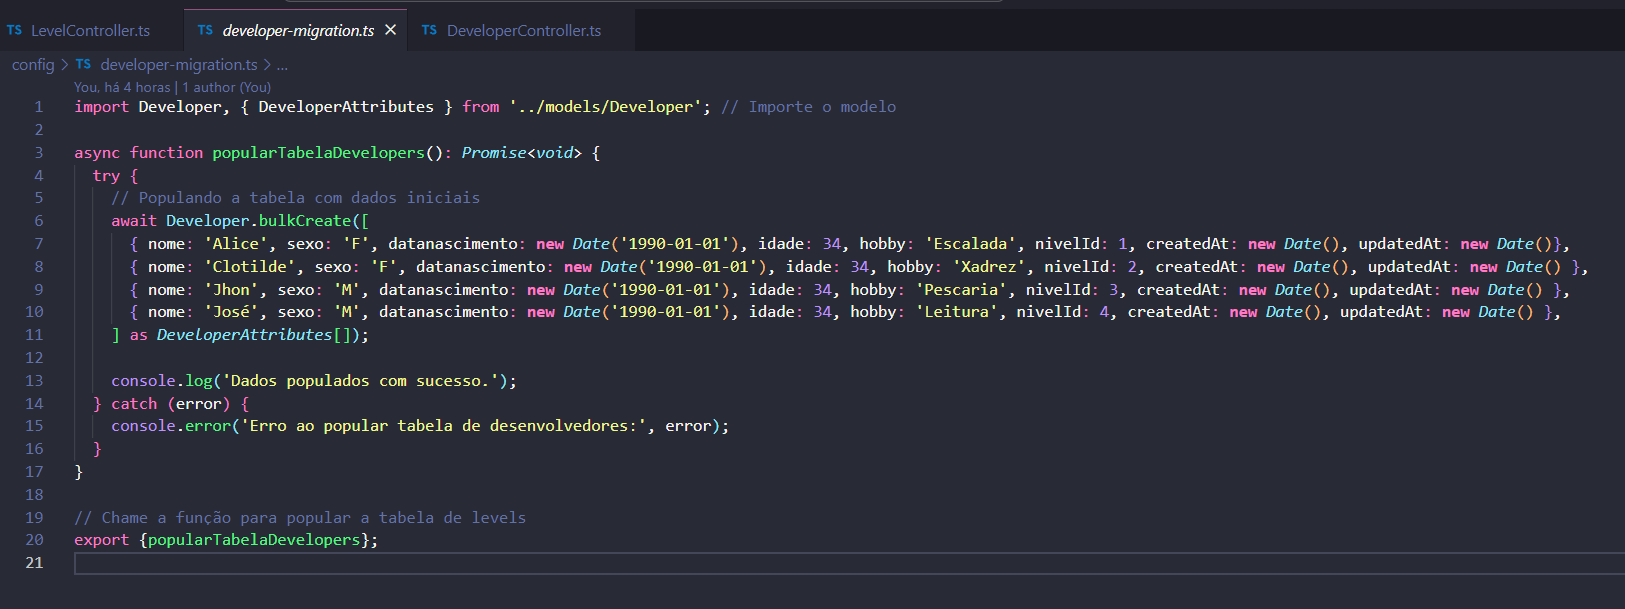 TS LevelController.ts TS developer-migration.ts × TS DeveloperController.ts
config > TS developer-migration.ts > ...
You, há 4 horas | 1 author (You)
1 import Developer, { DeveloperAttributes } from '../models/Developer'; // Importe o modelo
2
3 async function popularTabelaDevelopers(): Promise<void> {
4 try {
5 // Populando a tabela com dados iniciais
6 await Developer.bulkCreate([
7 { nome: 'Alice', sexo: 'F', datanascimento: new Date('1990-01-01'), idade: 34, hobby: 'Escalada', nivelId: 1, createdAt: new Date(), updatedAt: new Date()},
8 { nome: 'Clotilde', sexo: 'F', datanascimento: new Date('1990-01-01'), idade: 34, hobby: 'Xadrez', nivelId: 2, createdAt: new Date(), updatedAt: new Date() },
9 { nome: 'Jhon', sexo: 'M', datanascimento: new Date('1990-01-01'), idade: 34, hobby: 'Pescaria', nivelId: 3, createdAt: new Date(), updatedAt: new Date() },
10 { nome: 'José', sexo: 'M', datanascimento: new Date('1990-01-01'), idade: 34, hobby: 'Leitura', nivelId: 4, createdAt: new Date(), updatedAt: new Date() },
11 ] as DeveloperAttributes[]);
12
13 console.log('Dados populados com sucesso.');
14 } catch (error) {
15 console.error('Erro ao popular tabela de desenvolvedores:', error);
16 }
17 }
18
19 // Chame a função para popular a tabela de levels
20 export {popularTabelaDevelopers};
21